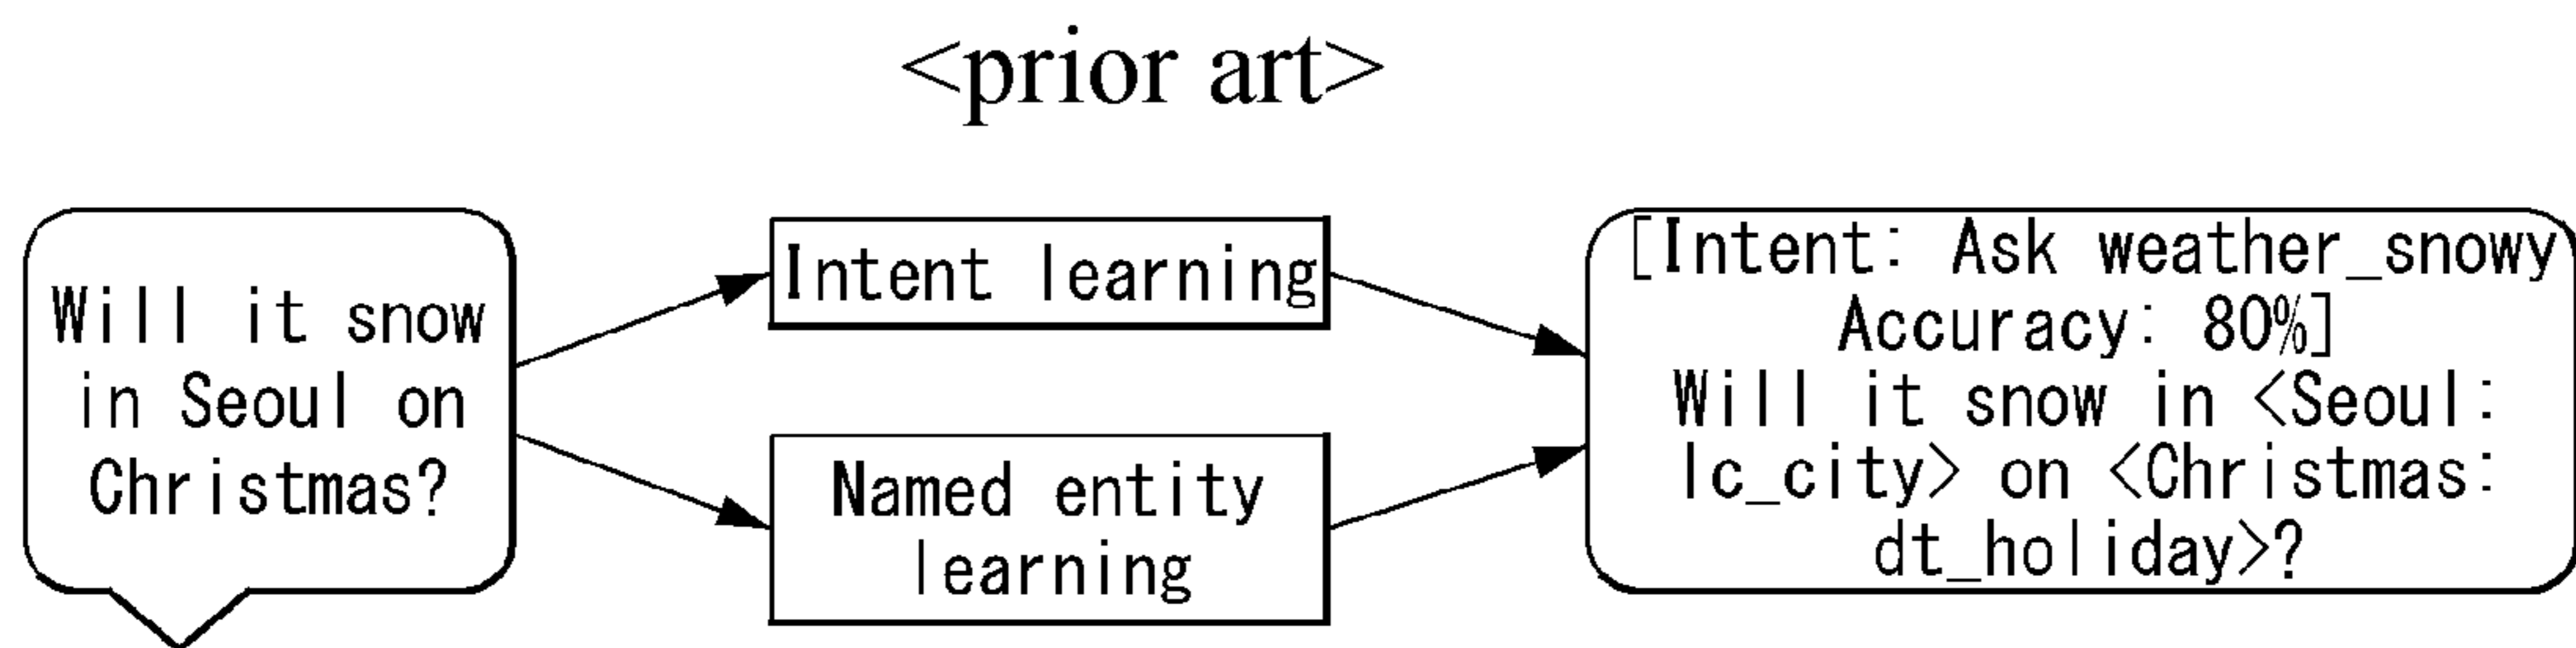 <prior art>
Will it snow
in Seoul on
Christmas?
Intent learning
Named entity
learning
[Intent: Ask weather_snowy
Accuracy: 80%]
Will it snow in <Seoul:
lc_city> on <Christmas:
dt_holiday>?